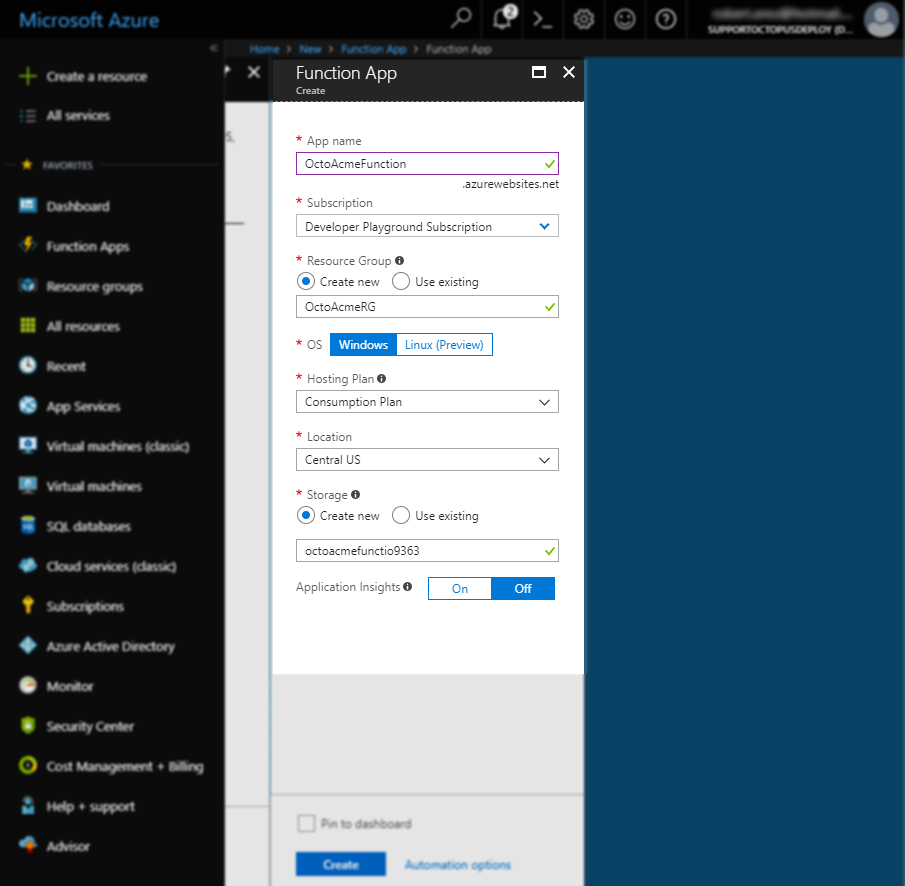 Microsoft Azure
2
SUPPORTOCTOPUSDEPLOY (D...
Home > New > Function App > Function App
Create a resource
All services
FAVORITES
Dashboard
Function Apps
Resource groups
All resources
Recent
App Services
Virtual machines (classic)
Virtual machines
SQL databases
Cloud services (classic)
Subscriptions
Azure Active Directory
Monitor
Security Center
Cost Management + Billing
Help + support
Advisor
Function App
Create
* App name
OctoAcmeFunction
.azurewebsites.net
* Subscription
Developer Playground Subscription
* Resource Group
Create new Use existing
OctoAcmeRG
* OS Windows Linux (Preview)
* Hosting Plan
Consumption Plan
* Location
Central US
* Storage
Create new Use existing
octoacmefunctio9363
Application Insights On Off
Pin to dashboard
Create Automation options